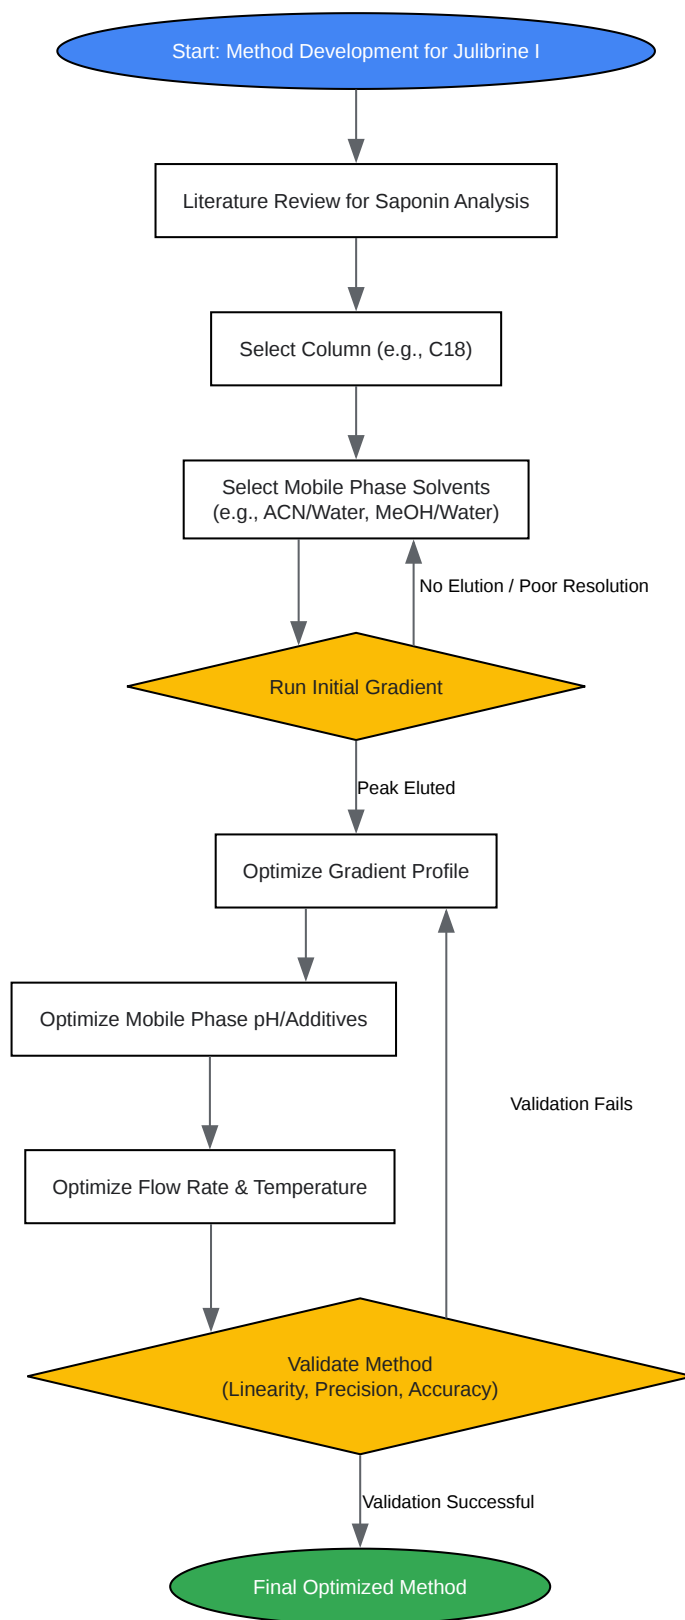 Start: Method Development for Julibrine I
Literature Review for Saponin Analysis
Select Column (e.g., C18)
Select Mobile Phase Solvents
(e.g., ACN/Water, MeOH/Water)
No Elution / Poor Resolution
Run Initial Gradient
Peak Eluted
Optimize Gradient Profile
Optimize Mobile Phase pH/Additives
Validation Fails
Optimize Flow Rate & Temperature
Validate Method
(Linearity, Precision, Accuracy)
Validation Successful
Final Optimized Method